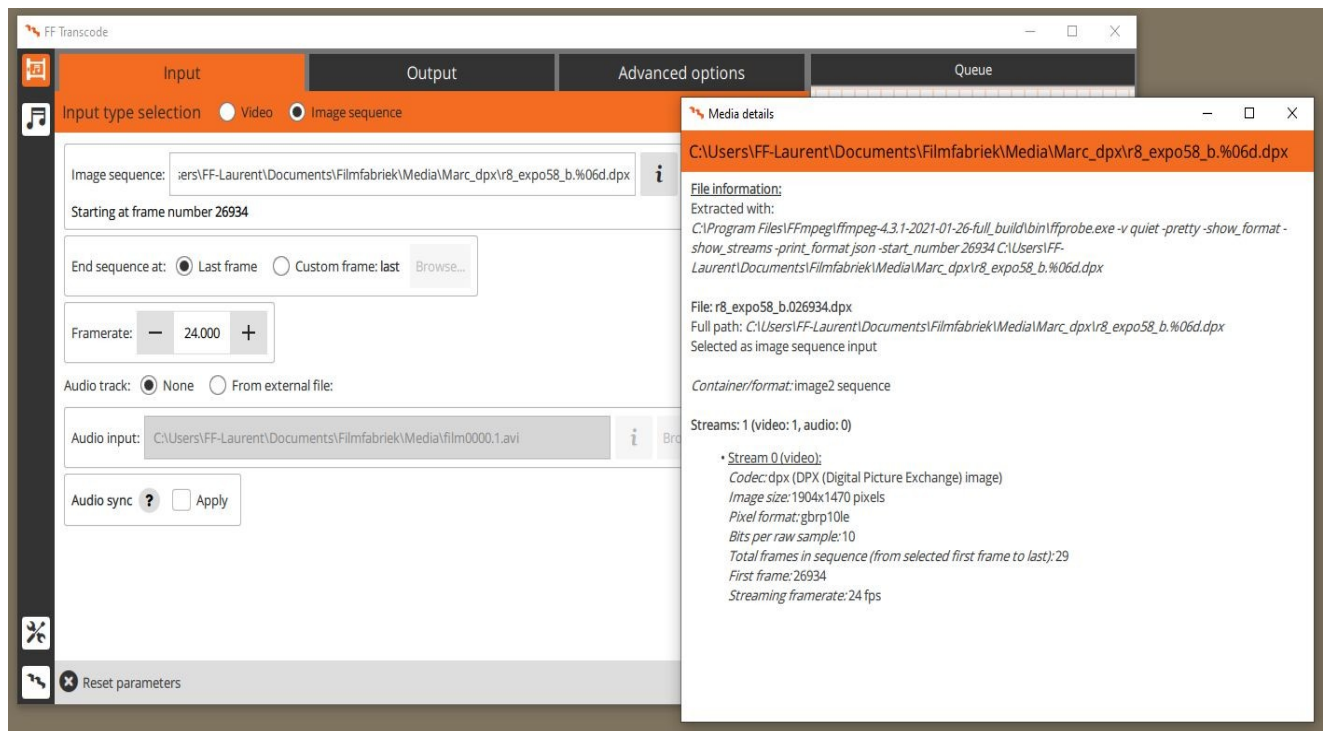 FF Transcode
Input
Output
Advanced options
Queue
Input type selection
Video
Image sequence
Image sequence:
:ers\FF-Laurent\Documents\Filmfabriek\Media\Marc_dpx\r8_expo58_b.%06d.dpx
i
Starting at frame number 26934
End sequence at:
Last frame
Custom frame: last
Browse...
Framerate:
−
24.000
+
Audio track:
None
From external file:
Audio input:
C:\Users\FF-Laurent\Documents\Filmfabriek\Media\film0000.1.avi
i
Bro
Audio sync
?
Apply
Reset parameters
Media details
C:\Users\FF-Laurent\Documents\Filmfabriek\Media\Marc_dpx\r8_expo58_b.%06d.dpx
File information:
Extracted with:
C:\Program Files\FFmpeg\ffmpeg-4.3.1-2021-01-26-full_build\bin\ffprobe.exe -v quiet -pretty -show_format -
show_streams -print_format json -start_number 26934 C:\Users\FF-
Laurent\Documents\Filmfabriek\Media\Marc_dpx\r8_expo58_b.%06d.dpx
File: r8_expo58_b.026934.dpx
Full path: C:\Users\FF-Laurent\Documents\Filmfabriek\Media\Marc_dpx\r8_expo58_b.%06d.dpx
Selected as image sequence input
Container/format: image2 sequence
Streams: 1 (video: 1, audio: 0)
• Stream 0 (video):
Codec: dpx (DPX (Digital Picture Exchange) image)
Image size: 1904x1470 pixels
Pixel format: gbrp10le
Bits per raw sample: 10
Total frames in sequence (from selected first frame to last): 29
First frame: 26934
Streaming framerate: 24 fps